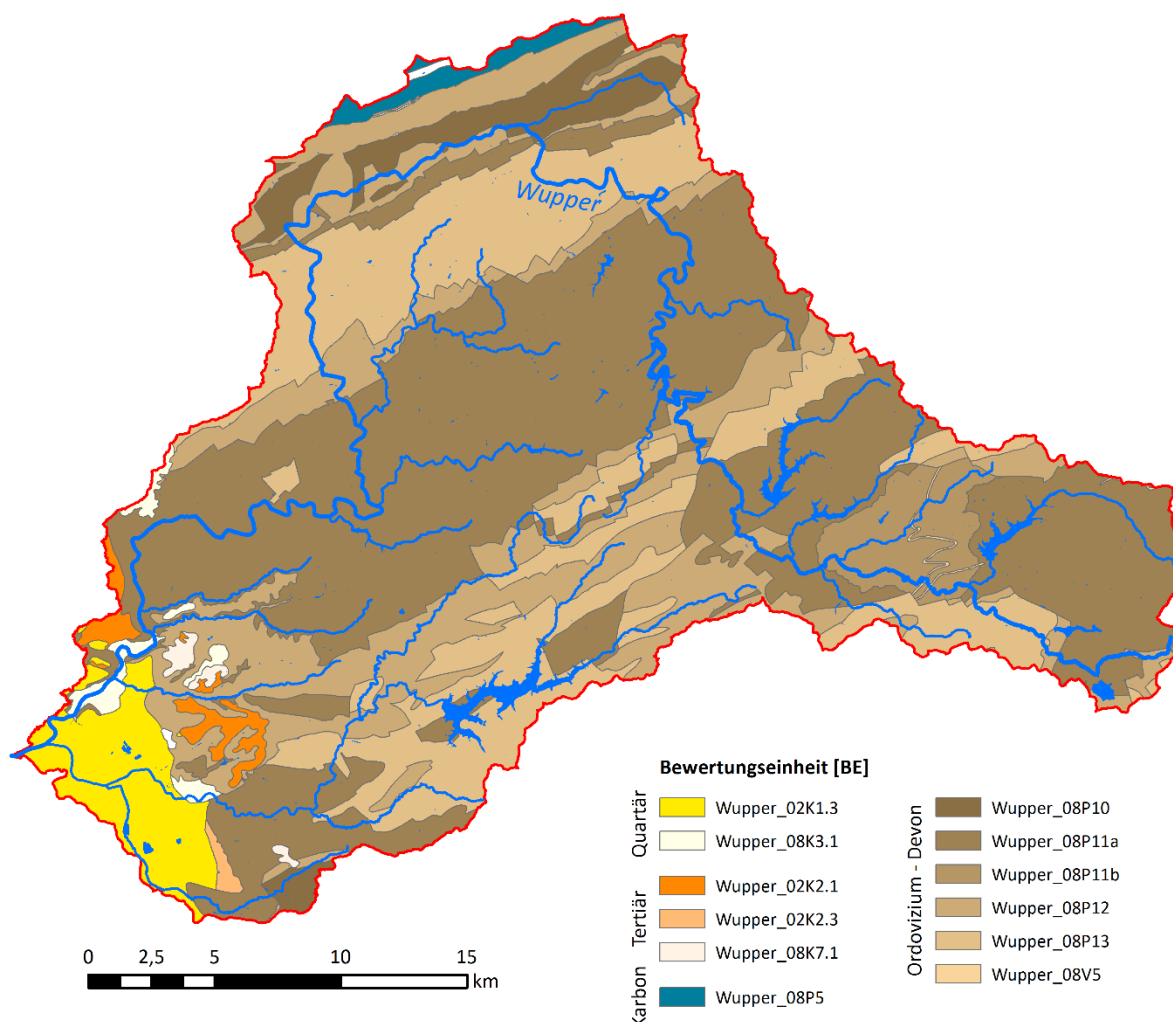 Wupper
Bewertungseinheit [BE]
Quartär
Wupper_02K1.3
Wupper_08K3.1
Tertiär
Wupper_02K2.1
Wupper_02K2.3
Wupper_08K7.1
Karbon
Wupper_08P5
Ordovizium - Devon
Wupper_08P10
Wupper_08P11a
Wupper_08P11b
Wupper_08P12
Wupper_08P13
Wupper_08V5
0 2,5 5 10 15
km